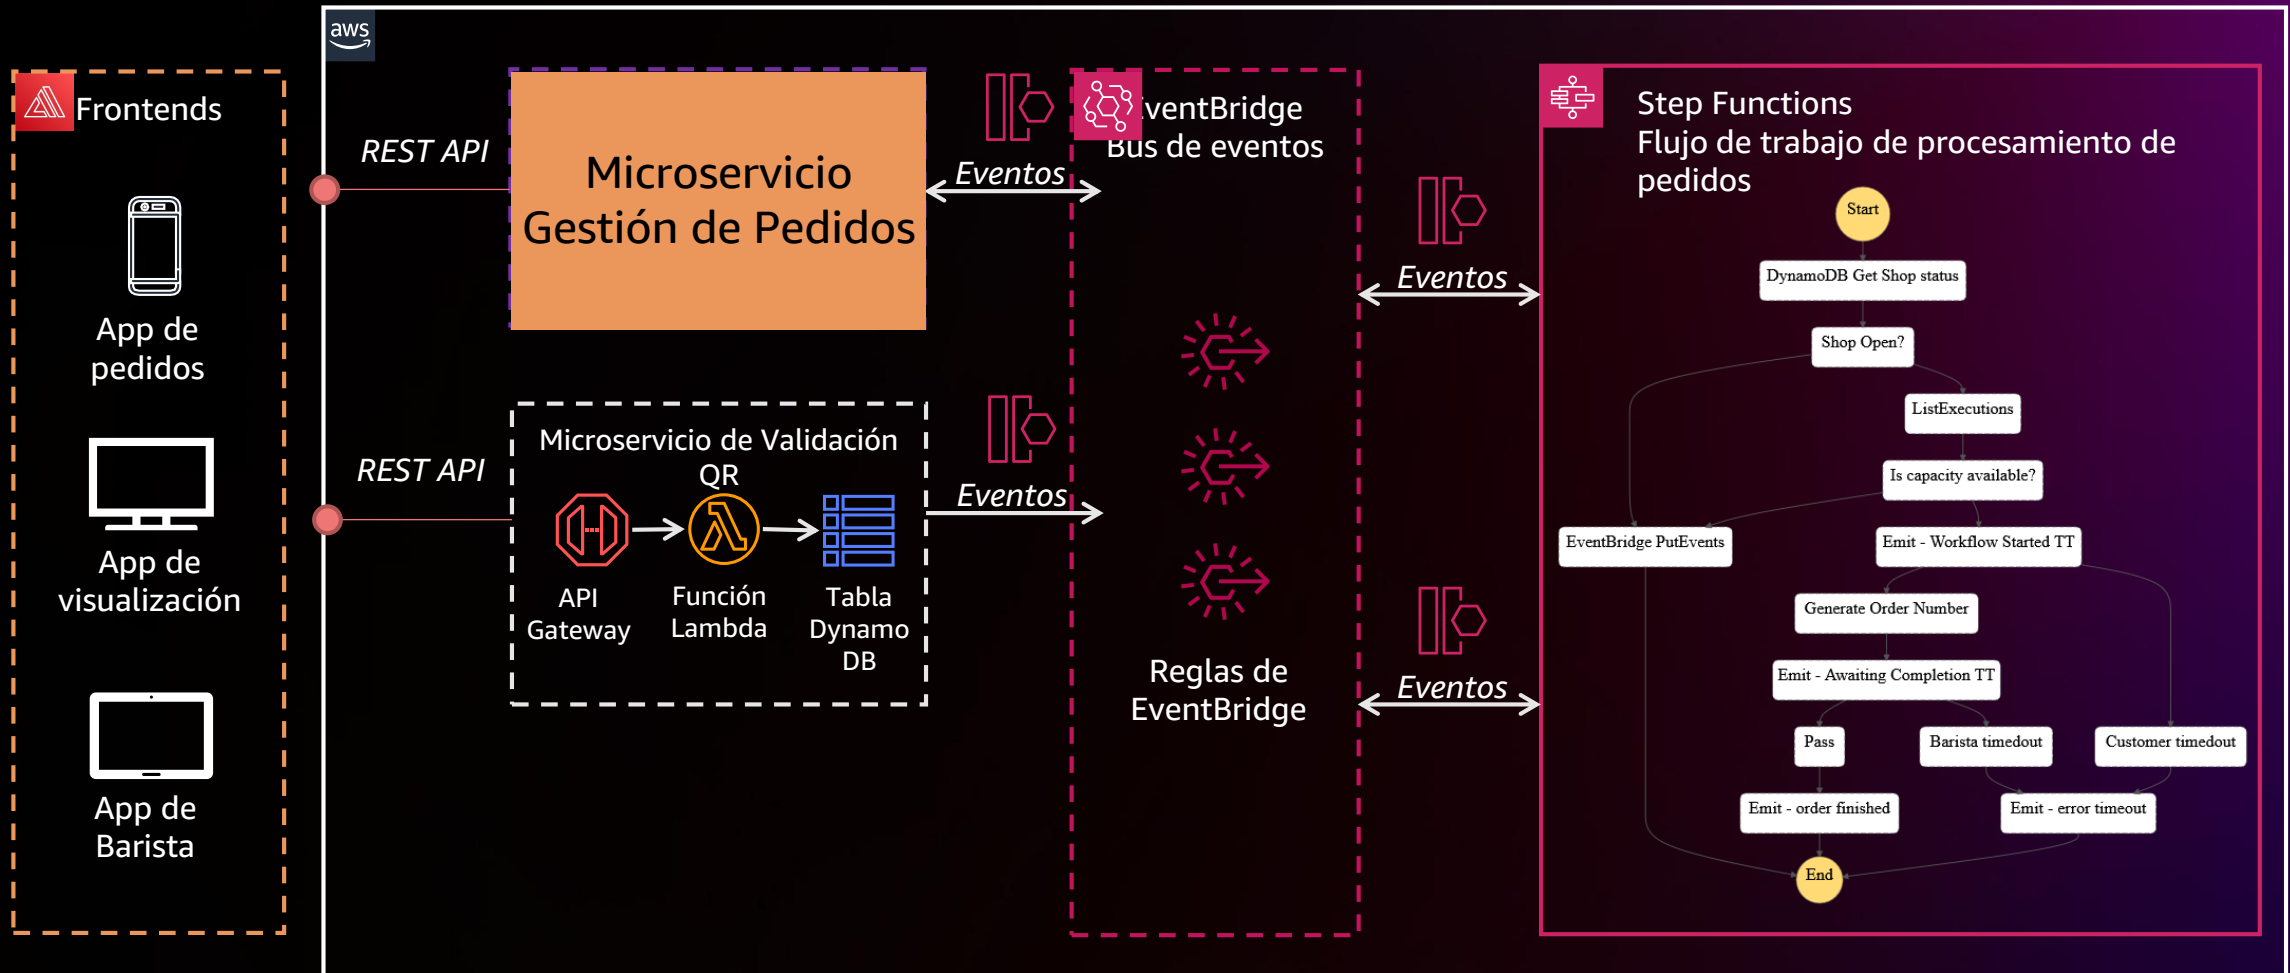 aws
Frontends
App de
pedidos
App de
visualización
App de
Barista
REST API
REST API
Microservicio
Gestión de Pedidos
Microservicio de Validación
QR
API
Gateway
Función
Lambda
Tabla
Dynamo
DB
Eventos
Eventos
EventBridge
Bus de eventos
Reglas de
EventBridge
Eventos
Eventos
Step Functions
Flujo de trabajo de procesamiento de
pedidos
Start
DynamoDB Get Shop status
Shop Open?
ListExecutions
Is capacity available?
EventBridge PutEvents
Emit - Workflow Started TT
Generate Order Number
Emit - Awaiting Completion TT
Pass
Barista timedout
Customer timedout
Emit - order finished
Emit - error timeout
End